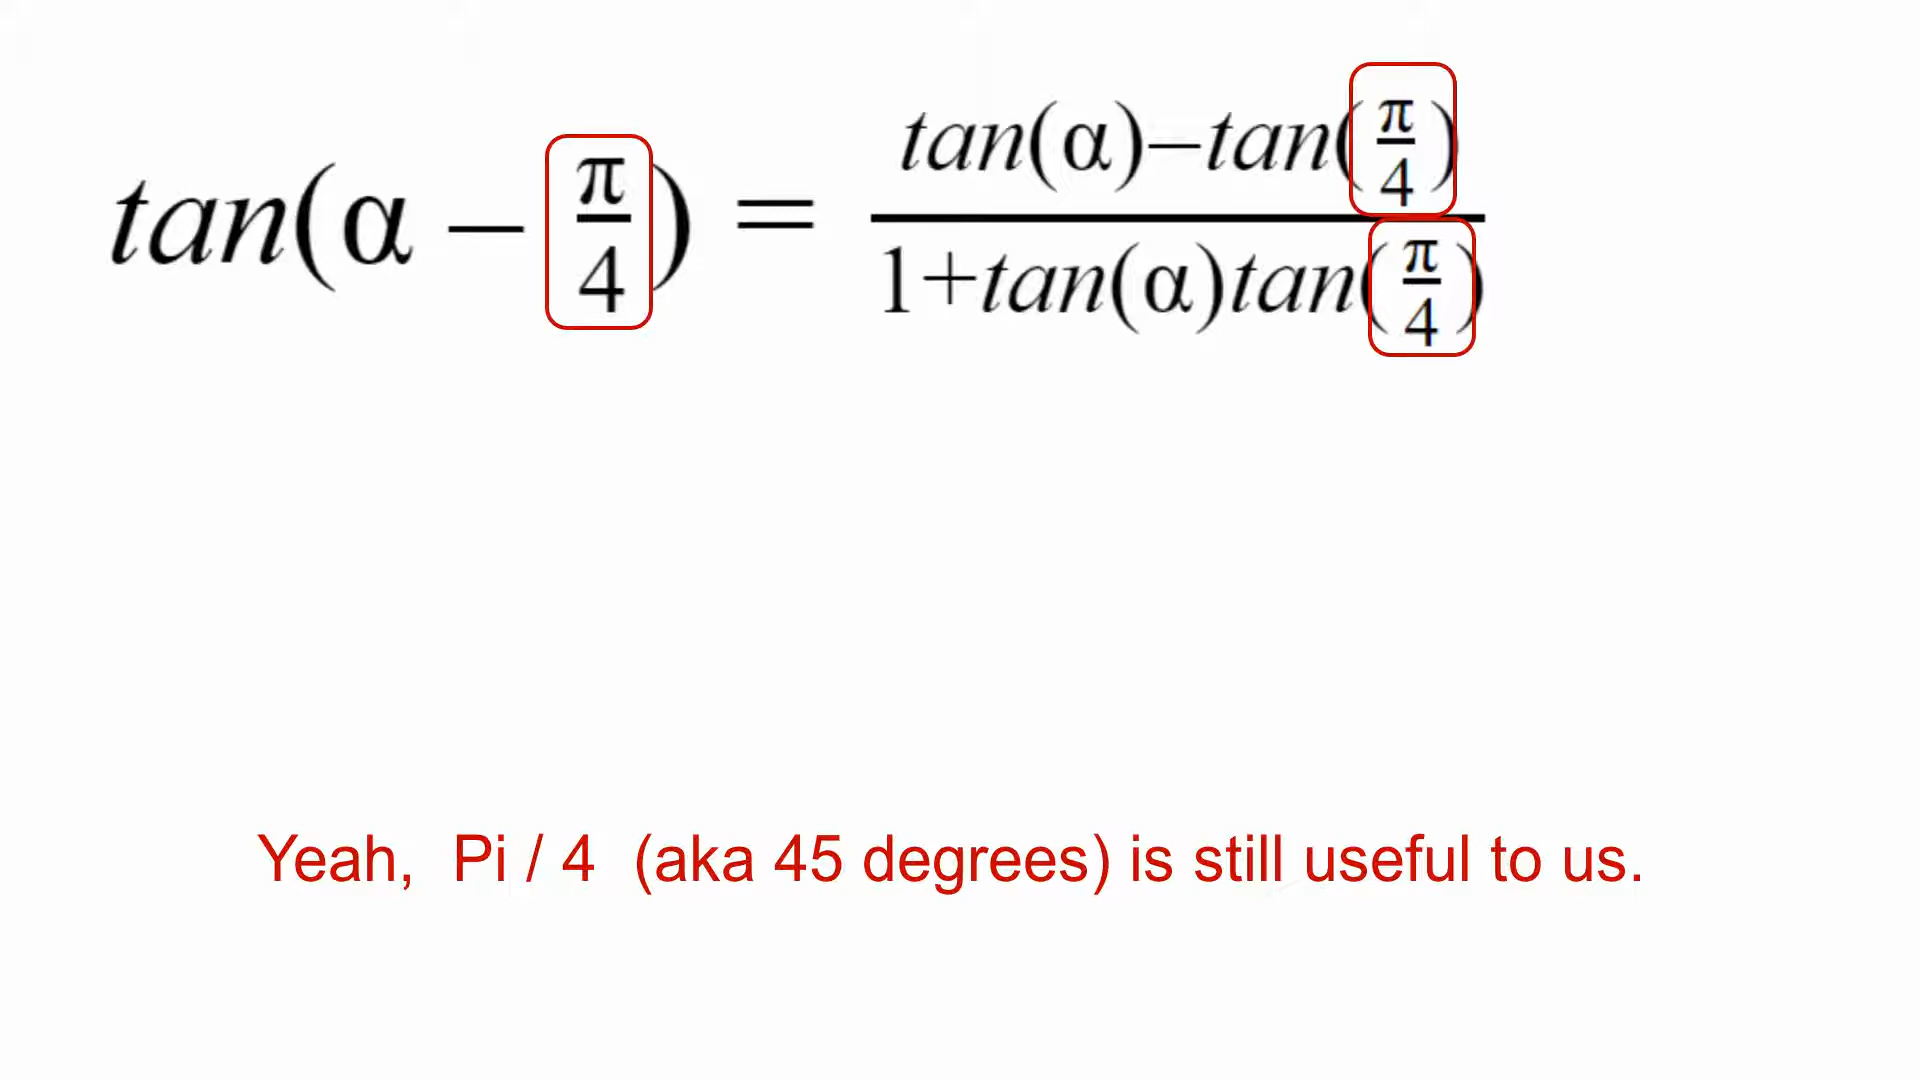 tan(α – π/4) = tan(α)–tan(π/4) / 1+tan(α)tan(π/4)
Yeah, Pi / 4 (aka 45 degrees) is still useful to us.